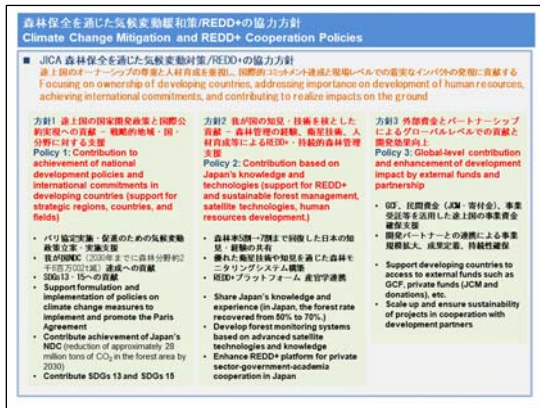 森林保全を通じた気候変動緩和策/REDD+の協力方針
Climate Change Mitigation and REDD+ Cooperation Policies
■ JICA 森林保全を通じた気候変動対策/REDD+の協力方針
途上国のオーナーシップの尊重と人材育成を重視し、国際的コミットメント達成と現場レベルでの着実なインパクトの発現に貢献する
Focusing on ownership of developing countries, addressing importance on development of human resources,
achieving international commitments, and contributing to realize impacts on the ground
方針1 途上国の国家開発政策と国際公
約実現への貢献 – 戦略的地域・国・
分野に対する支援
Policy 1: Contribution to
achievement of national
development policies and
international commitments in
developing countries (support for
strategic regions, countries, and
fields)
• パリ協定実施・促進のための気候変動
政策立案・実施支援
• 我が国NDC(2030年までに森林分野約2
千8百万CO2t減)達成への貢献
• SDGs13・15への貢献
• Support formulation and
implementation of policies on
climate change measures to
implement and promote the Paris
Agreement
• Contribute achievement of Japan's
NDC (reduction of approximately 28
million tons of CO2 in the forest area by
2030)
• Contribute SDGs 13 and SDGs 15
方針2 我が国の知見・技術を核とした
貢献 – 森林管理の経験、衛星技術、人
材育成等によるREDD+・持続的森林管理
支援
Policy 2: Contribution based on
Japan's knowledge and
technologies (support for REDD+
and sustainable forest management,
satellite technologies, human
resources development,)
• 森林率5割→7割まで回復した日本の知
見・経験の共有
• 優れた衛星技術や知見を通じた森林モ
ニタリングシステム構築
• REDD+プラットフォーム 産官学連携
• Share Japan's knowledge and
experience (in Japan, the forest rate
recovered from 50% to 70%.)
• Develop forest monitoring systems
based on advanced satellite
technologies and knowledge
• Enhance REDD+ platform for private
sector-government-academia
cooperation in Japan
方針3 外部資金とパートナーシップ
によるグローバルレベルでの貢献と
開発効果向上
Policy 3: Global-level contribution
and enhancement of development
impact by external funds and
partnership
• GCF、民間資金(JCM・寄付金)、事業
受託等を活用した途上国の事業資金
確保支援
• 開発パートナーとの連携による事業
規模拡大、成果定着、持続性確保
• Support developing countries to
access to external funds such as
GCF, private funds (JCM and
donations), etc.
• Scale up and ensure sustainability
of projects in cooperation with
development partners